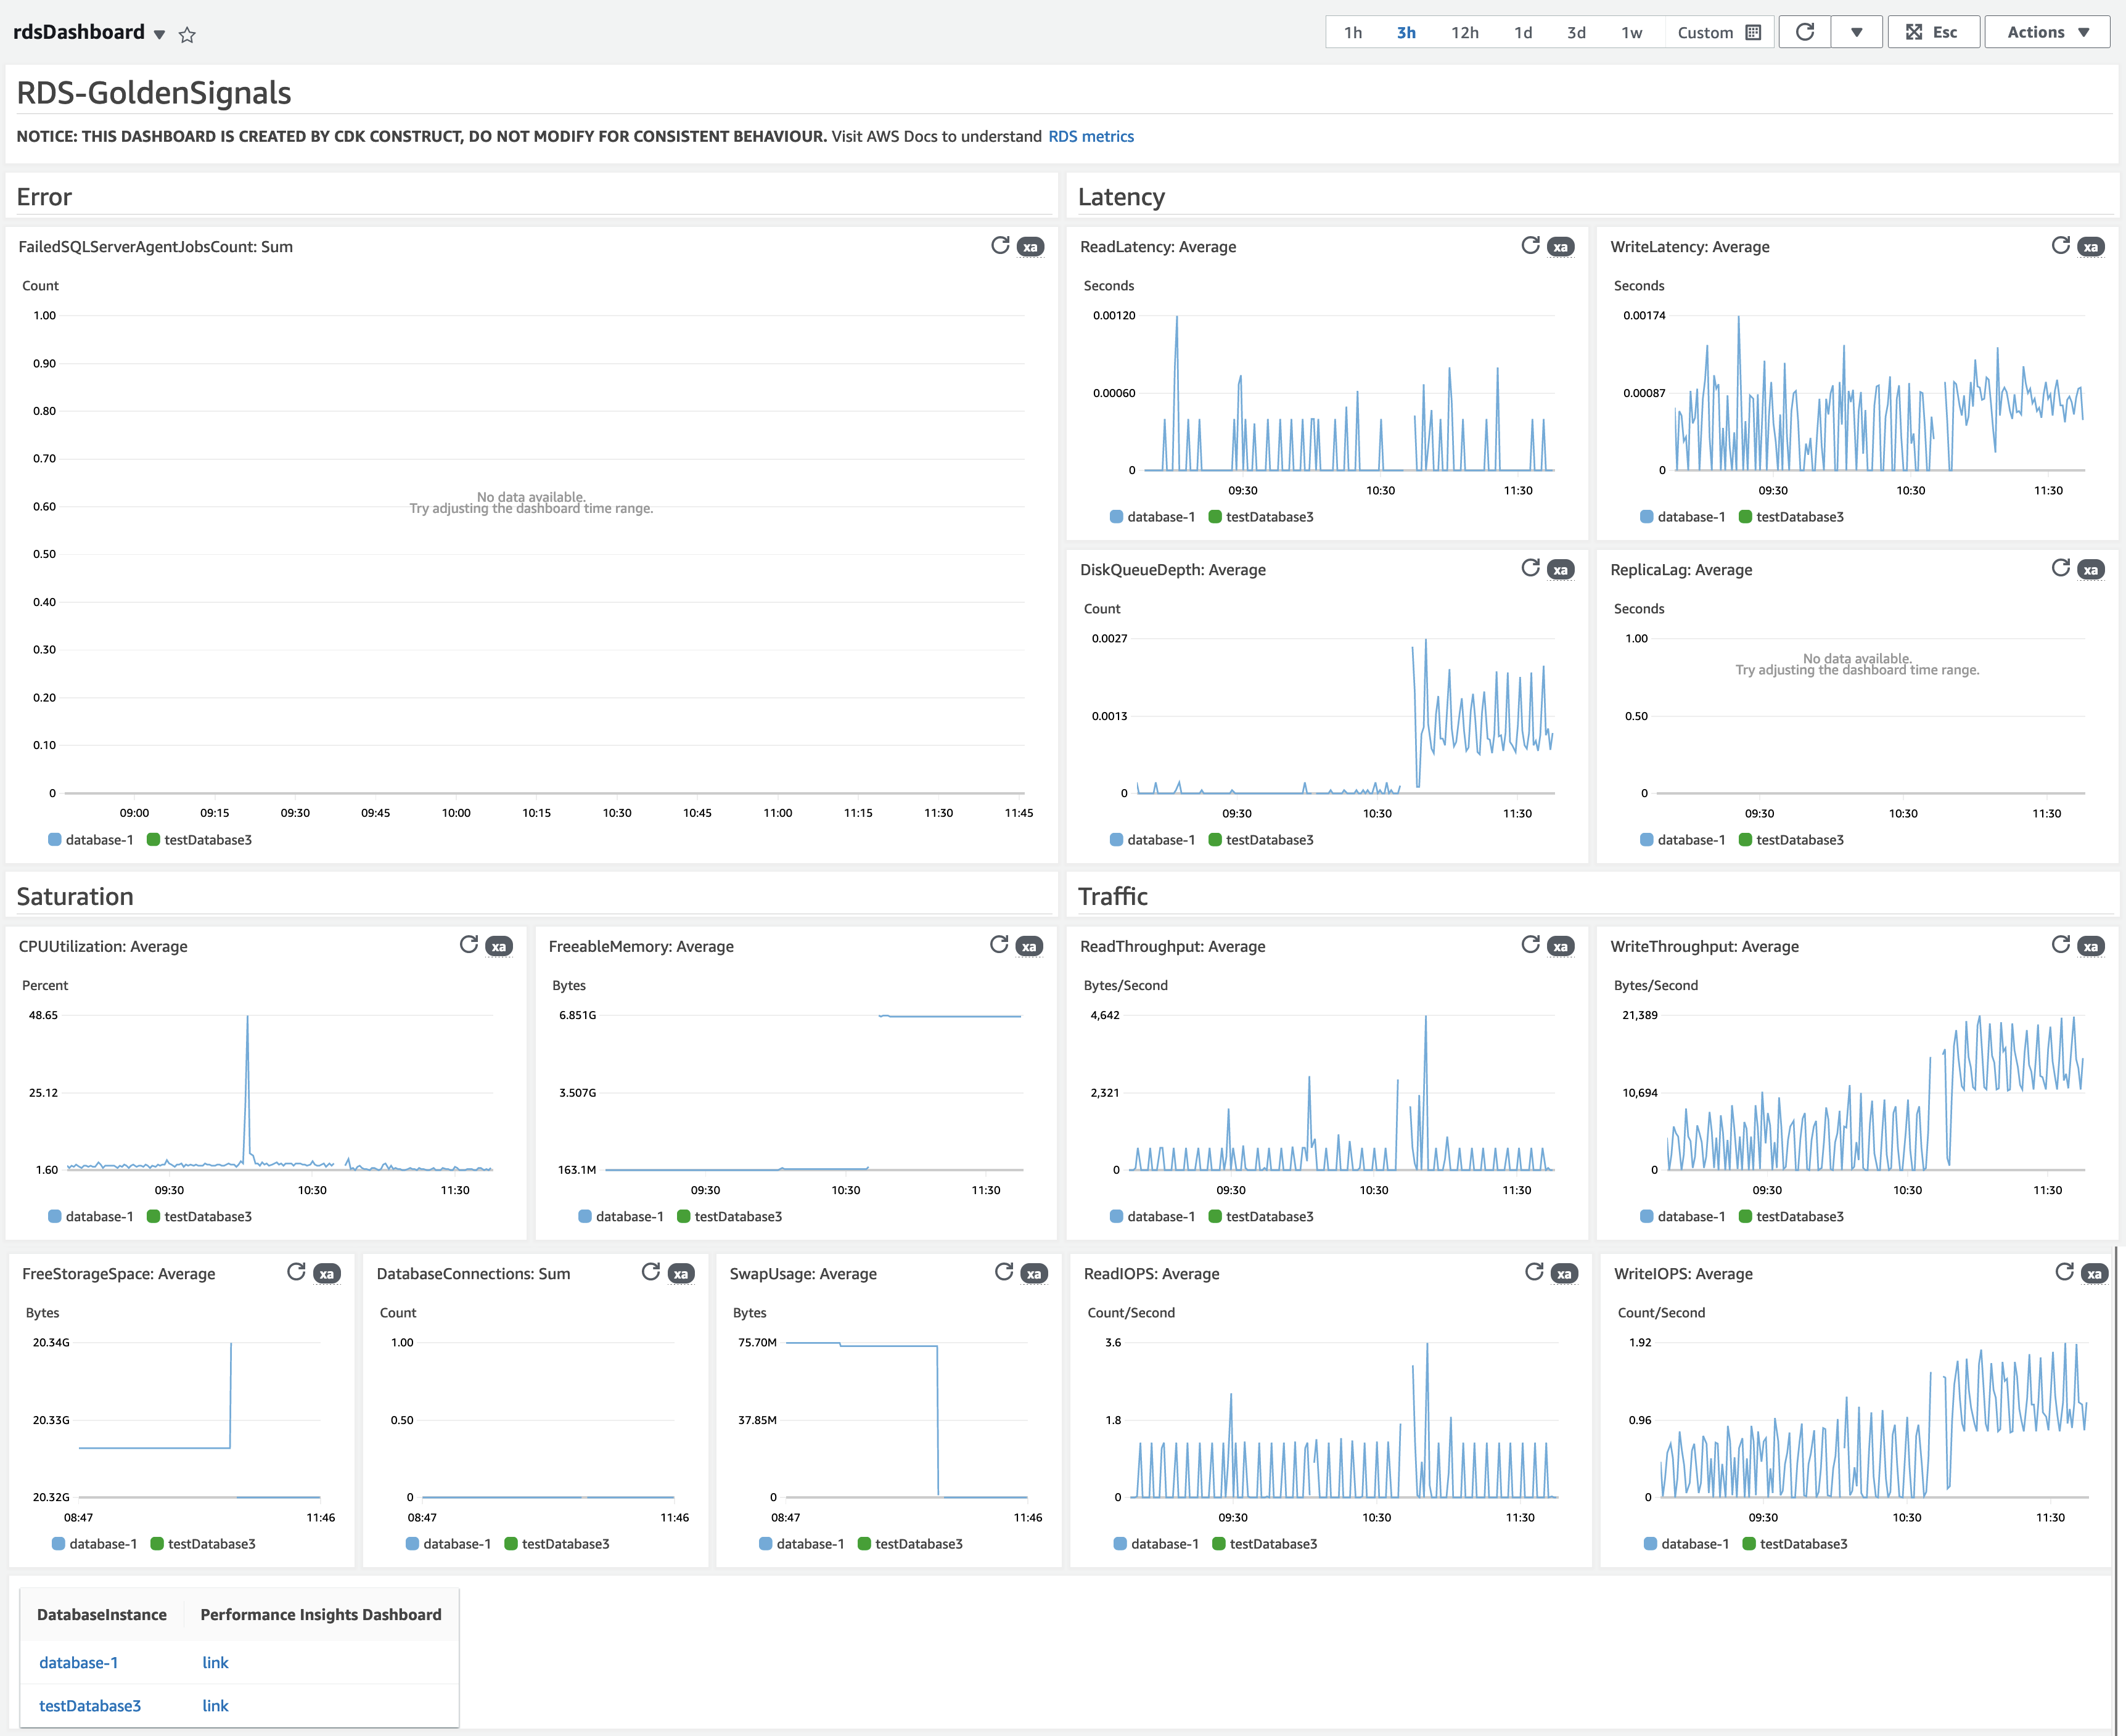 rdsDashboard
1h 3h 12h 1d 3d 1w Custom Esc Actions
RDS-GoldenSignals
NOTICE: THIS DASHBOARD IS CREATED BY CDK CONSTRUCT, DO NOT MODIFY FOR CONSISTENT BEHAVIOUR. Visit AWS Docs to understand RDS metrics
Error
FailedSQLServerAgentJobsCount: Sum
xa
Count
1.00
0.90
0.80
0.70
0.60
0.50
0.40
0.30
0.20
0.10
0
No data available.
Try adjusting the dashboard time range.
09:00 09:15 09:30 09:45 10:00 10:15 10:30 10:45 11:00 11:15 11:30 11:45
database-1 testDatabase3
Latency
ReadLatency: Average
xa
Seconds
0.00120
0.00060
0
09:30 10:30 11:30
database-1 testDatabase3
WriteLatency: Average
xa
Seconds
0.00174
0.00087
0
09:30 10:30 11:30
database-1 testDatabase3
DiskQueueDepth: Average
xa
Count
0.0027
0.0013
0
09:30 10:30 11:30
database-1 testDatabase3
ReplicaLag: Average
xa
Seconds
1.00
0.50
0
No data available.
Try adjusting the dashboard time range.
09:30 10:30 11:30
database-1 testDatabase3
Saturation
CPUUtilization: Average
xa
Percent
48.65
25.12
1.60
09:30 10:30 11:30
database-1 testDatabase3
FreeableMemory: Average
xa
Bytes
6.851G
3.507G
163.1M
09:30 10:30 11:30
database-1 testDatabase3
Traffic
ReadThroughput: Average
xa
Bytes/Second
4,642
2,321
0
09:30 10:30 11:30
database-1 testDatabase3
WriteThroughput: Average
xa
Bytes/Second
21,389
10,694
0
09:30 10:30 11:30
database-1 testDatabase3
FreeStorageSpace: Average
xa
Bytes
20.34G
20.33G
20.32G
08:47 11:46
database-1 testDatabase3
DatabaseConnections: Sum
xa
Count
1.00
0.50
0
08:47 11:46
database-1 testDatabase3
SwapUsage: Average
xa
Bytes
75.70M
37.85M
0
08:47 11:46
database-1 testDatabase3
ReadIOPS: Average
xa
Count/Second
3.6
1.8
0
09:30 10:30 11:30
database-1 testDatabase3
WriteIOPS: Average
xa
Count/Second
1.92
0.96
0
09:30 10:30 11:30
database-1 testDatabase3
DatabaseInstance Performance Insights Dashboard
database-1 link
testDatabase3 link